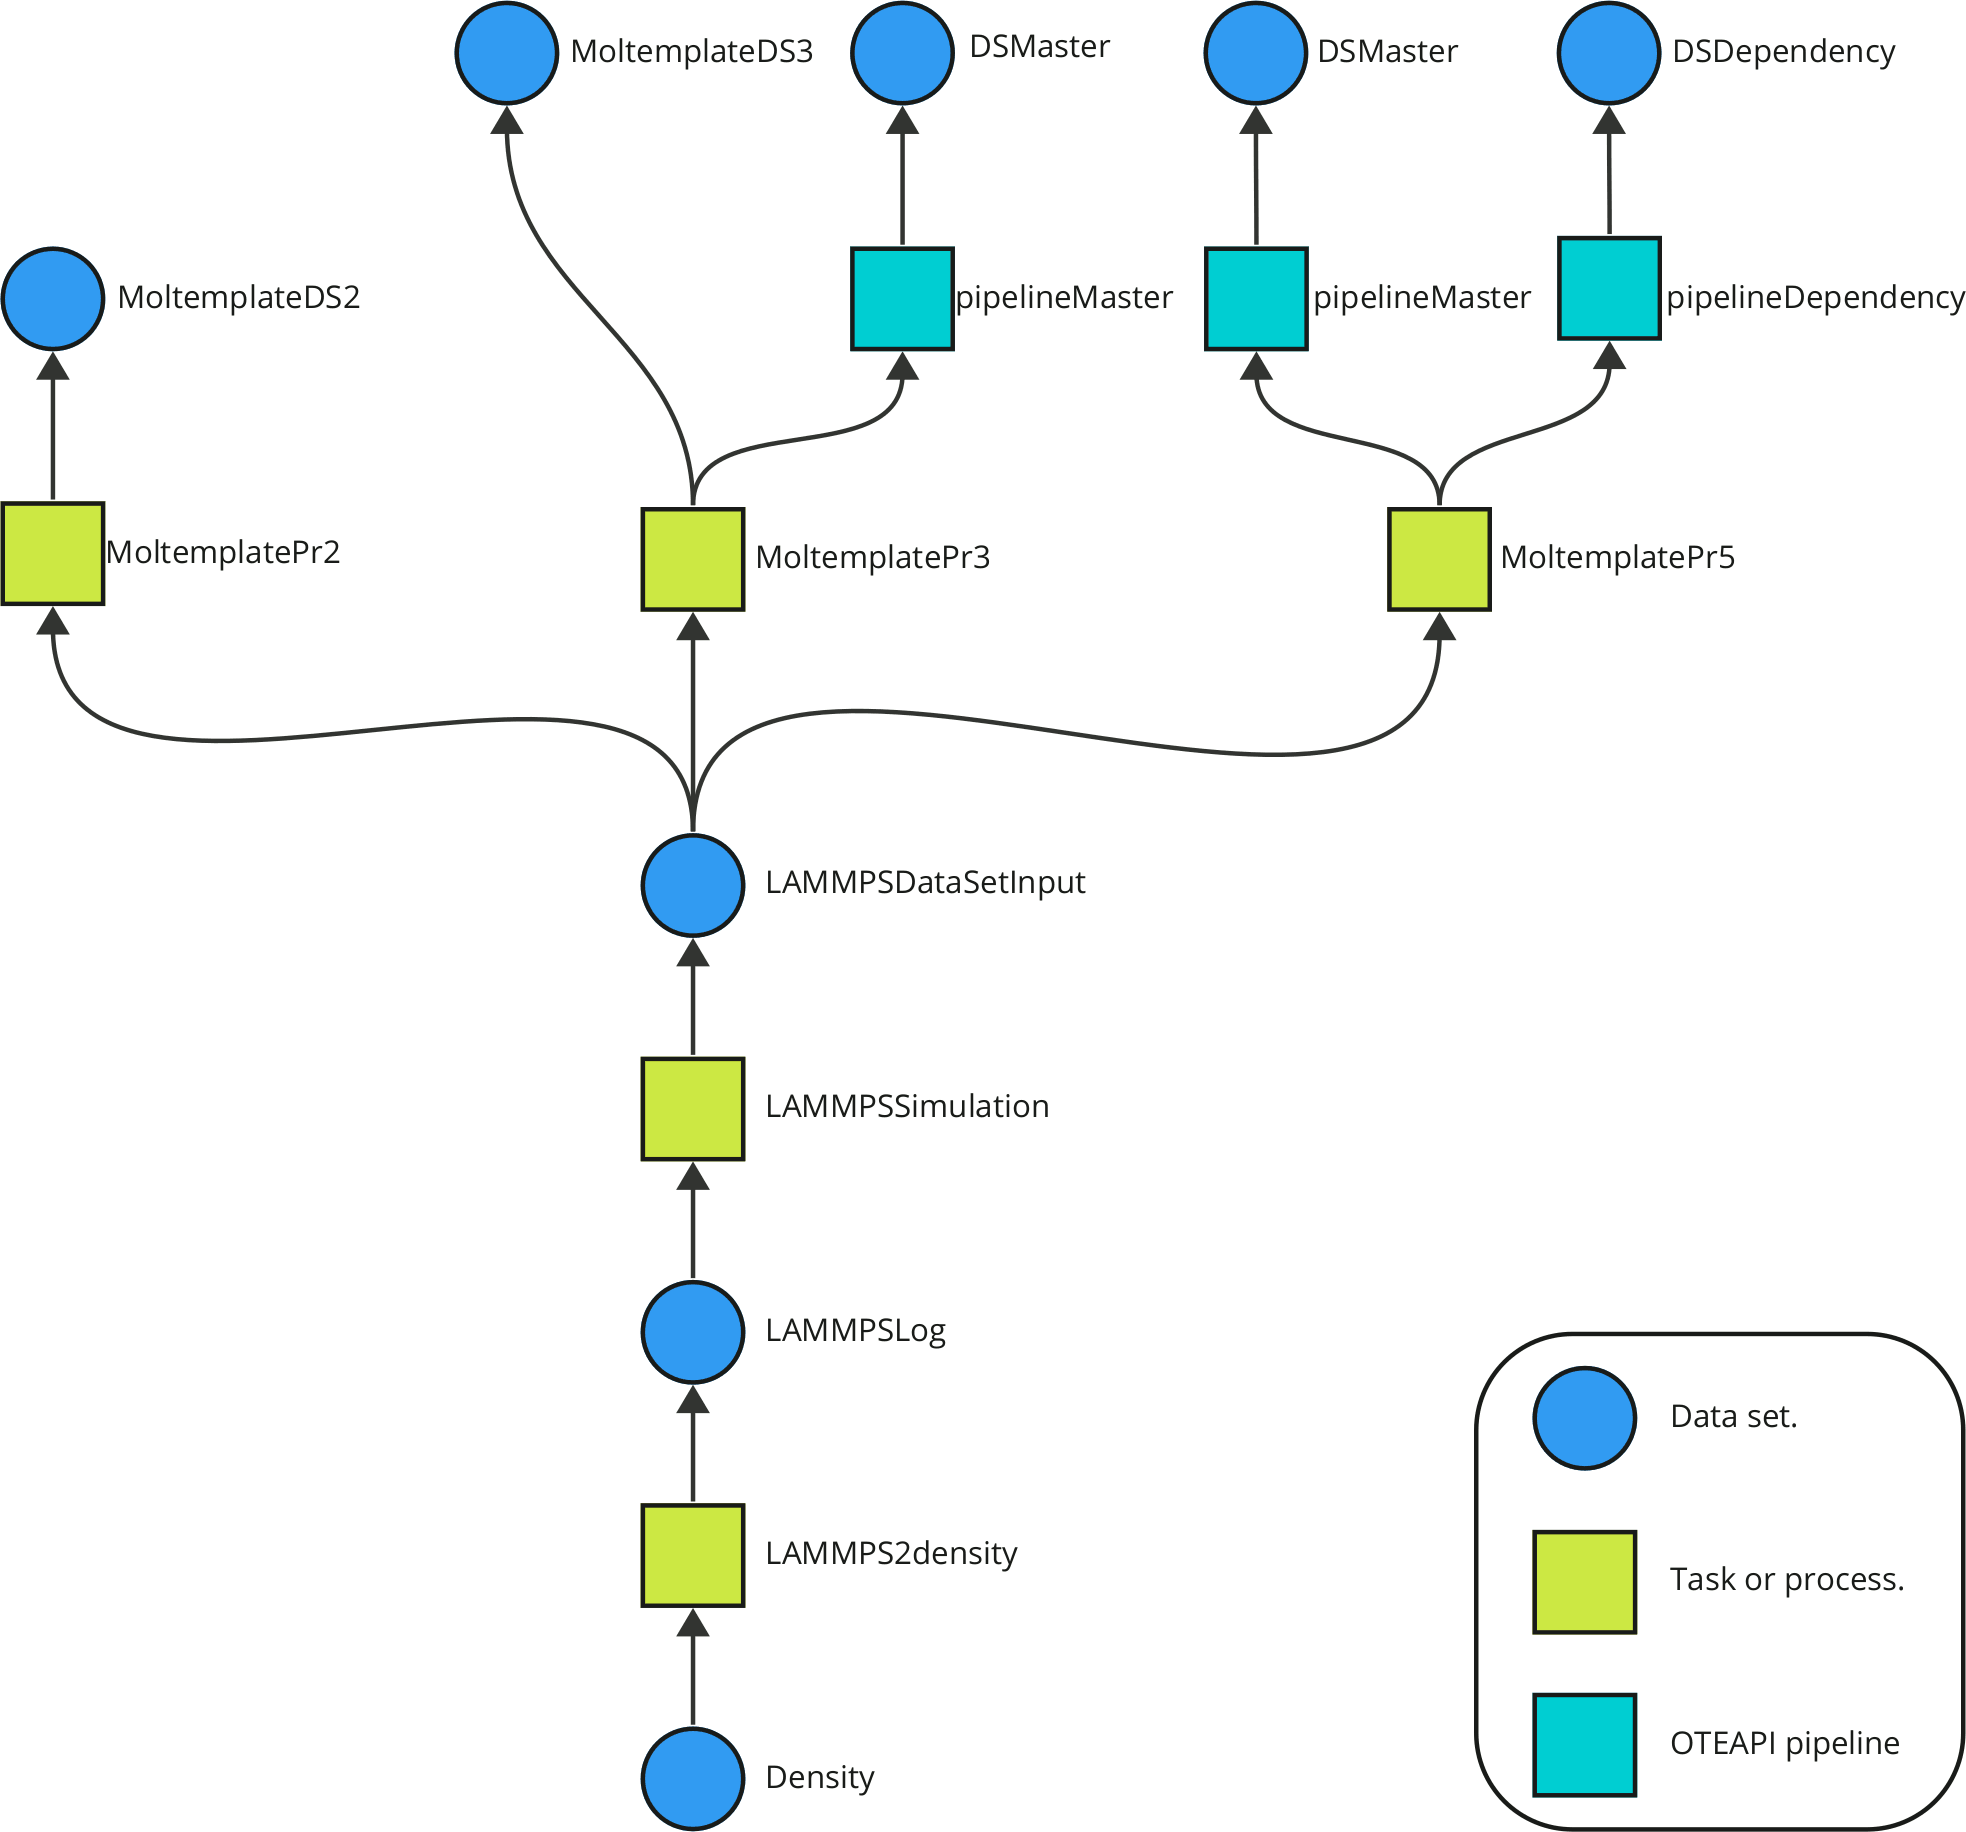 MoltemplateDS3
DSMaster
DSMaster
DSDependency
MoltemplateDS2
pipelineMaster
pipelineMaster
pipelineDependency
MoltemplatePr2
MoltemplatePr3
MoltemplatePr5
LAMMPSDataSetInput
LAMMPSSimulation
LAMMPSLog
LAMMPS2density
Density
Data set.
Task or process.
OTEAPI pipeline